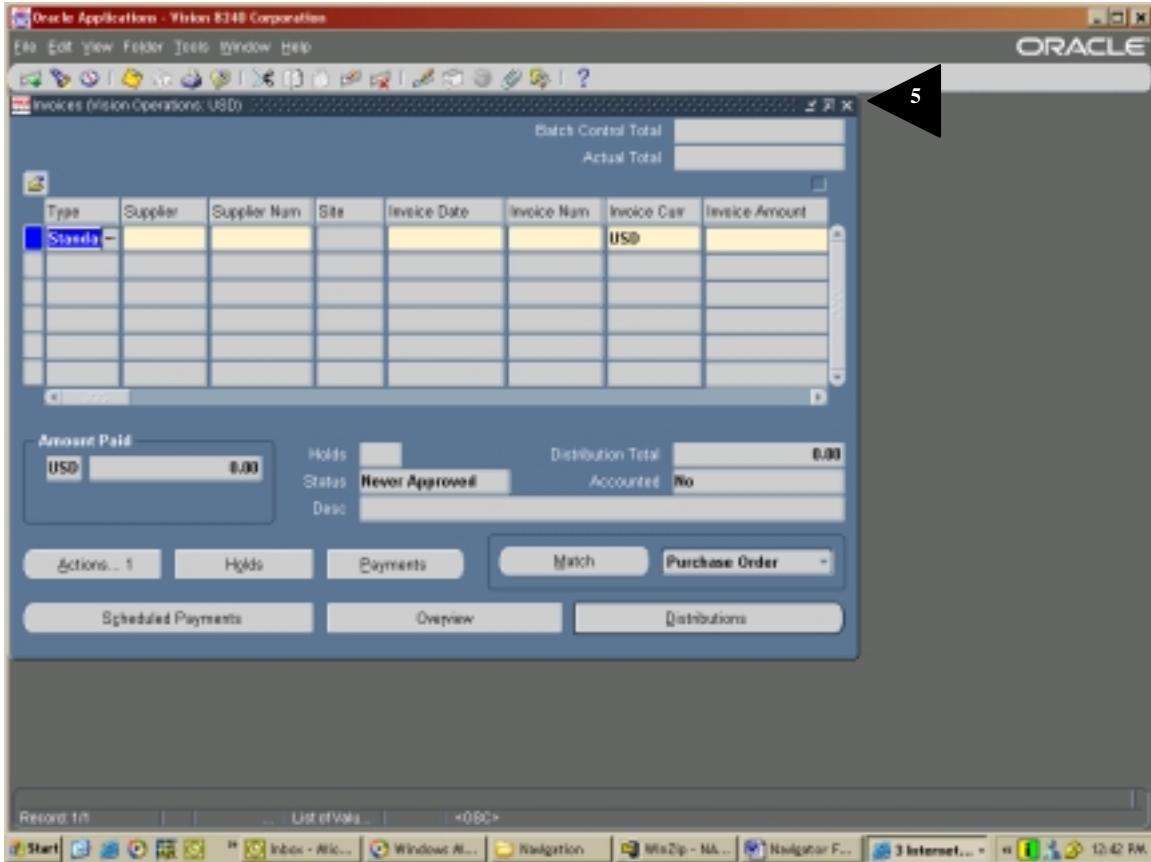 Oracle Applications - Vision 8240 Corporation
File Edit View Folder Tools Window Help
ORACLE
5
Invoices (Vision Operations: USD)
Batch Control Total
Actual Total
Type Supplier Supplier Num Site Invoice Date Invoice Num Invoice Curr Invoice Amount
Standa USD
Amount Paid
USD 0.00
Holds Distribution Total 0.00
Status Never Approved Accounted No
Desc
Actions... 1 Holds Payments Match Purchase Order
Scheduled Payments Overview Distributions
Record: 1/1 ... List of Valu... <OSC>
Start Inbox - Mic... Windows M... Navigation WinZip - NA... Navigator F... 3 Internet... 12:42 PM